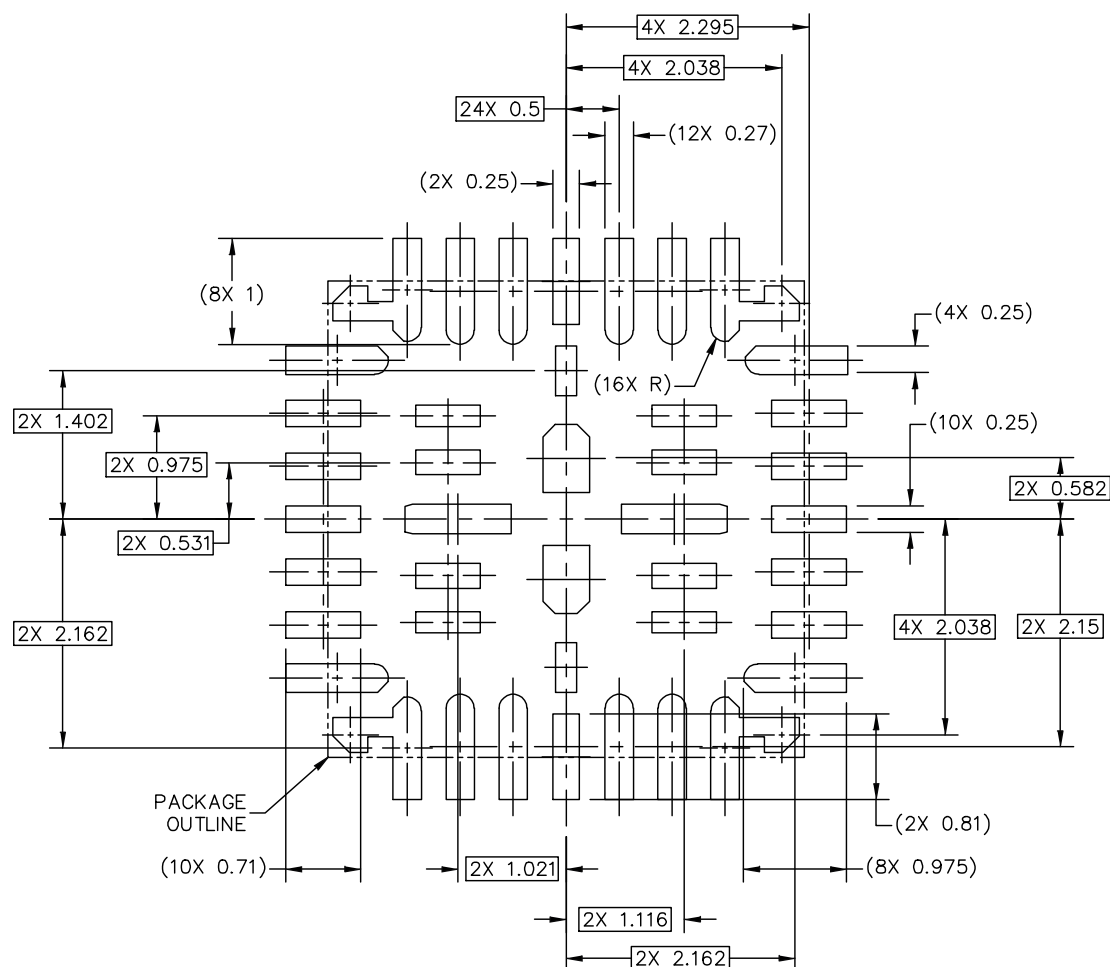 4X 2.295
4X 2.038
24X 0.5
(12X 0.27)
(2X 0.25)
(8X 1)
(4X 0.25)
(16X R)
2X 1.402
(10X 0.25)
2X 0.975
2X 0.582
2X 0.531
2X 2.162
4X 2.038
2X 2.15
PACKAGE
OUTLINE
(2X 0.81)
(10X 0.71)
2X 1.021
(8X 0.975)
2X 1.116
2X 2.162